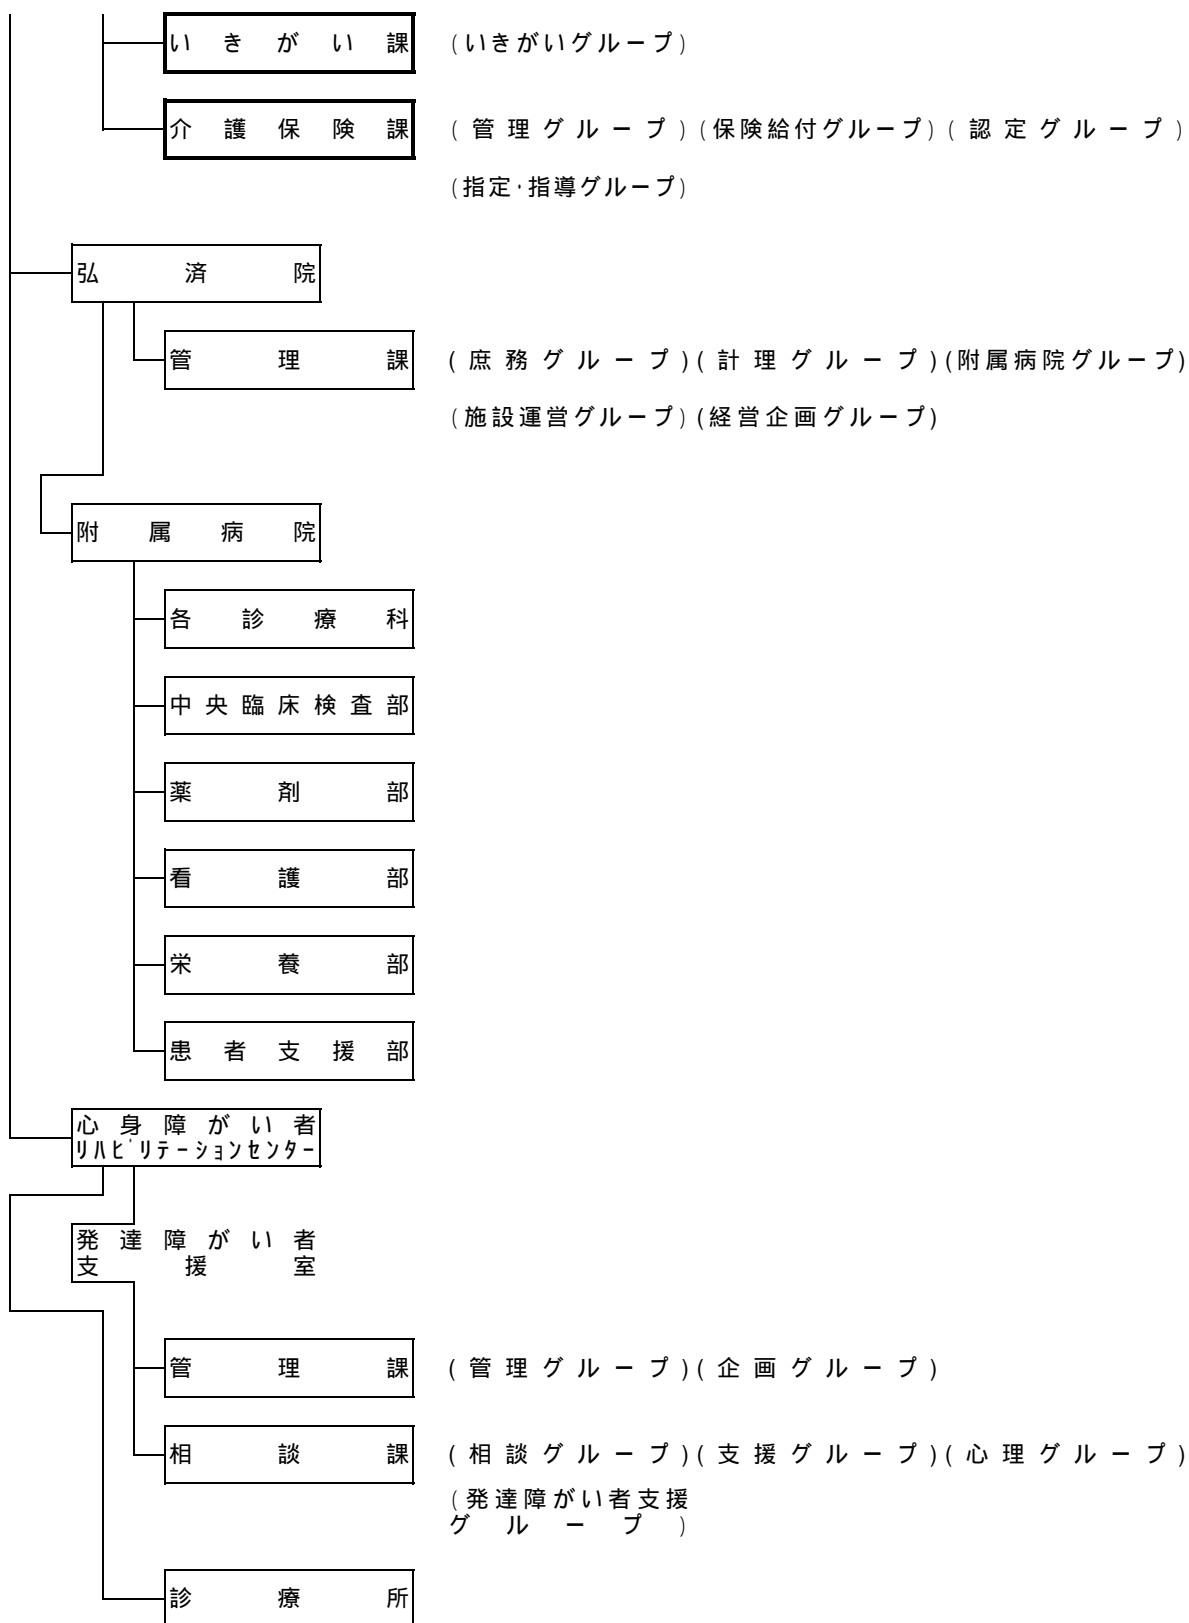 いきがい課 (いきがいグループ)
介護保険課 (管理グループ)(保険給付グループ)(認定グループ)
(指定・指導グループ)
弘済院
管理課 (庶務グループ)(計理グループ)(附属病院グループ)
(施設運営グループ)(経営企画グループ)
附属病院
各診療科
中央臨床検査部
薬剤部
看護部
栄養部
患者支援部
心身障がい者
リハビリテーションセンター
発達障がい者
支援室
管理課 (管理グループ)(企画グループ)
相談課 (相談グループ)(支援グループ)(心理グループ)
(発達障がい者支援
グループ)
診療所